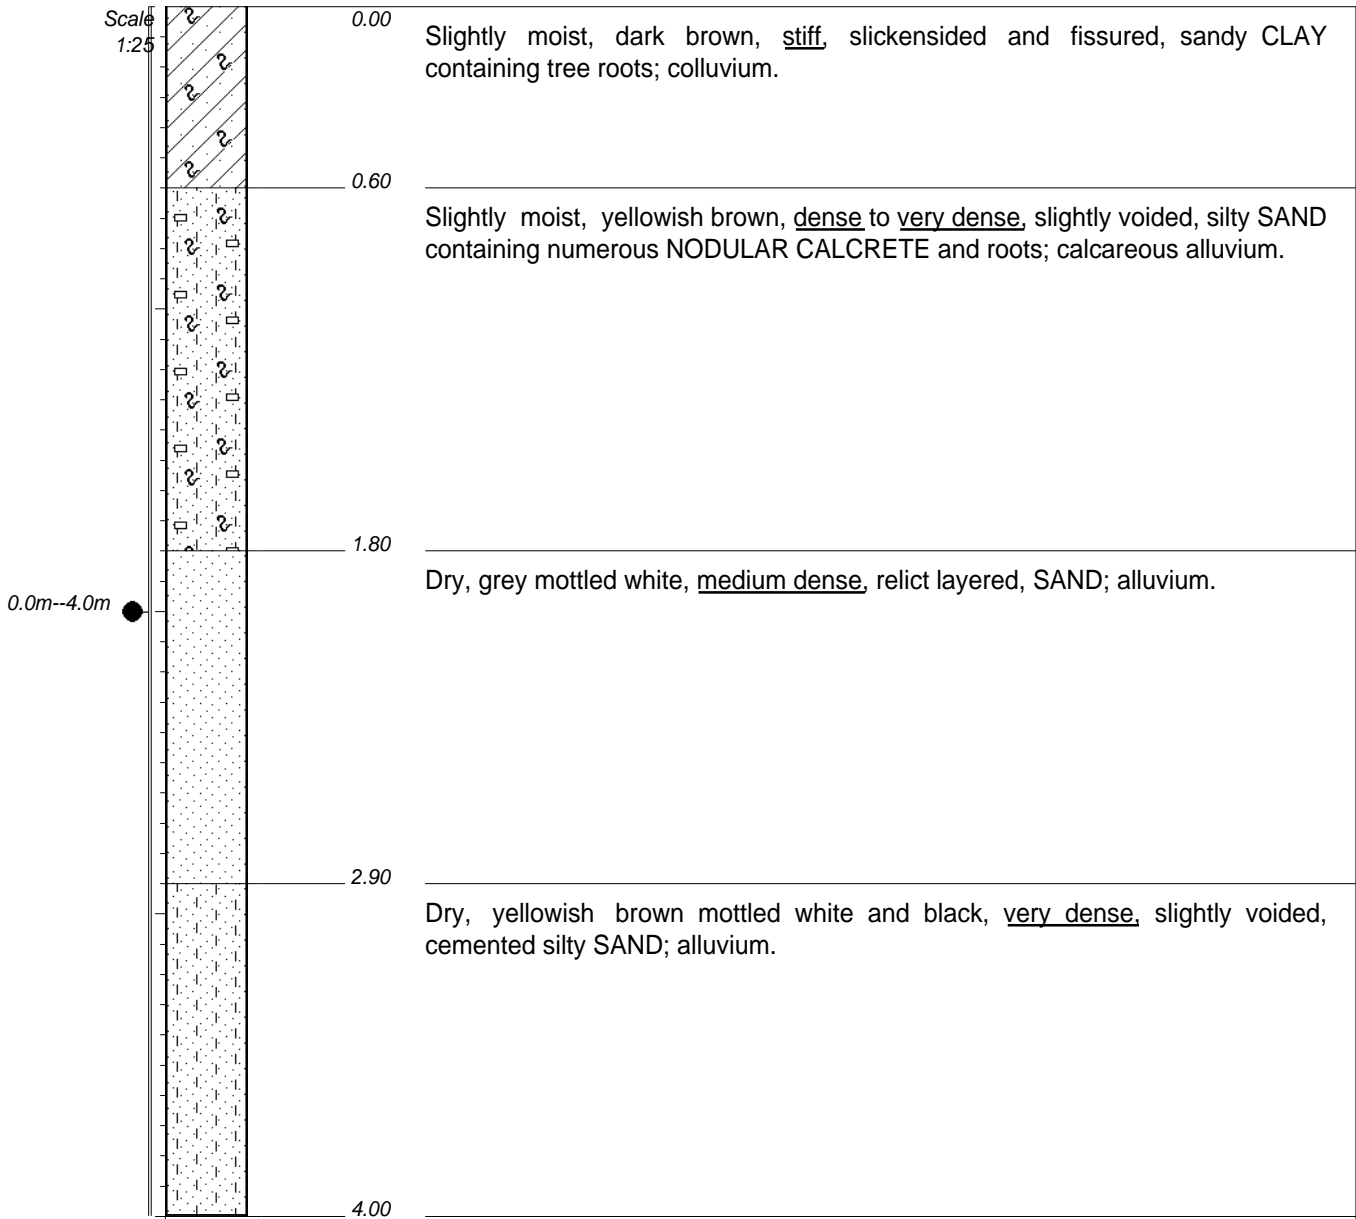 Scale
1:25
0.00
Slightly moist, dark brown, stiff, slickensided and fissured, sandy CLAY
containing tree roots; colluvium.
0.60
Slightly moist, yellowish brown, dense to very dense, slightly voided, silty SAND
containing numerous NODULAR CALCRETE and roots; calcareous alluvium.
1.80
Dry, grey mottled white, medium dense, relict layered, SAND; alluvium.
0.0m--4.0m
2.90
Dry, yellowish brown mottled white and black, very dense, slightly voided,
cemented silty SAND; alluvium.
4.00